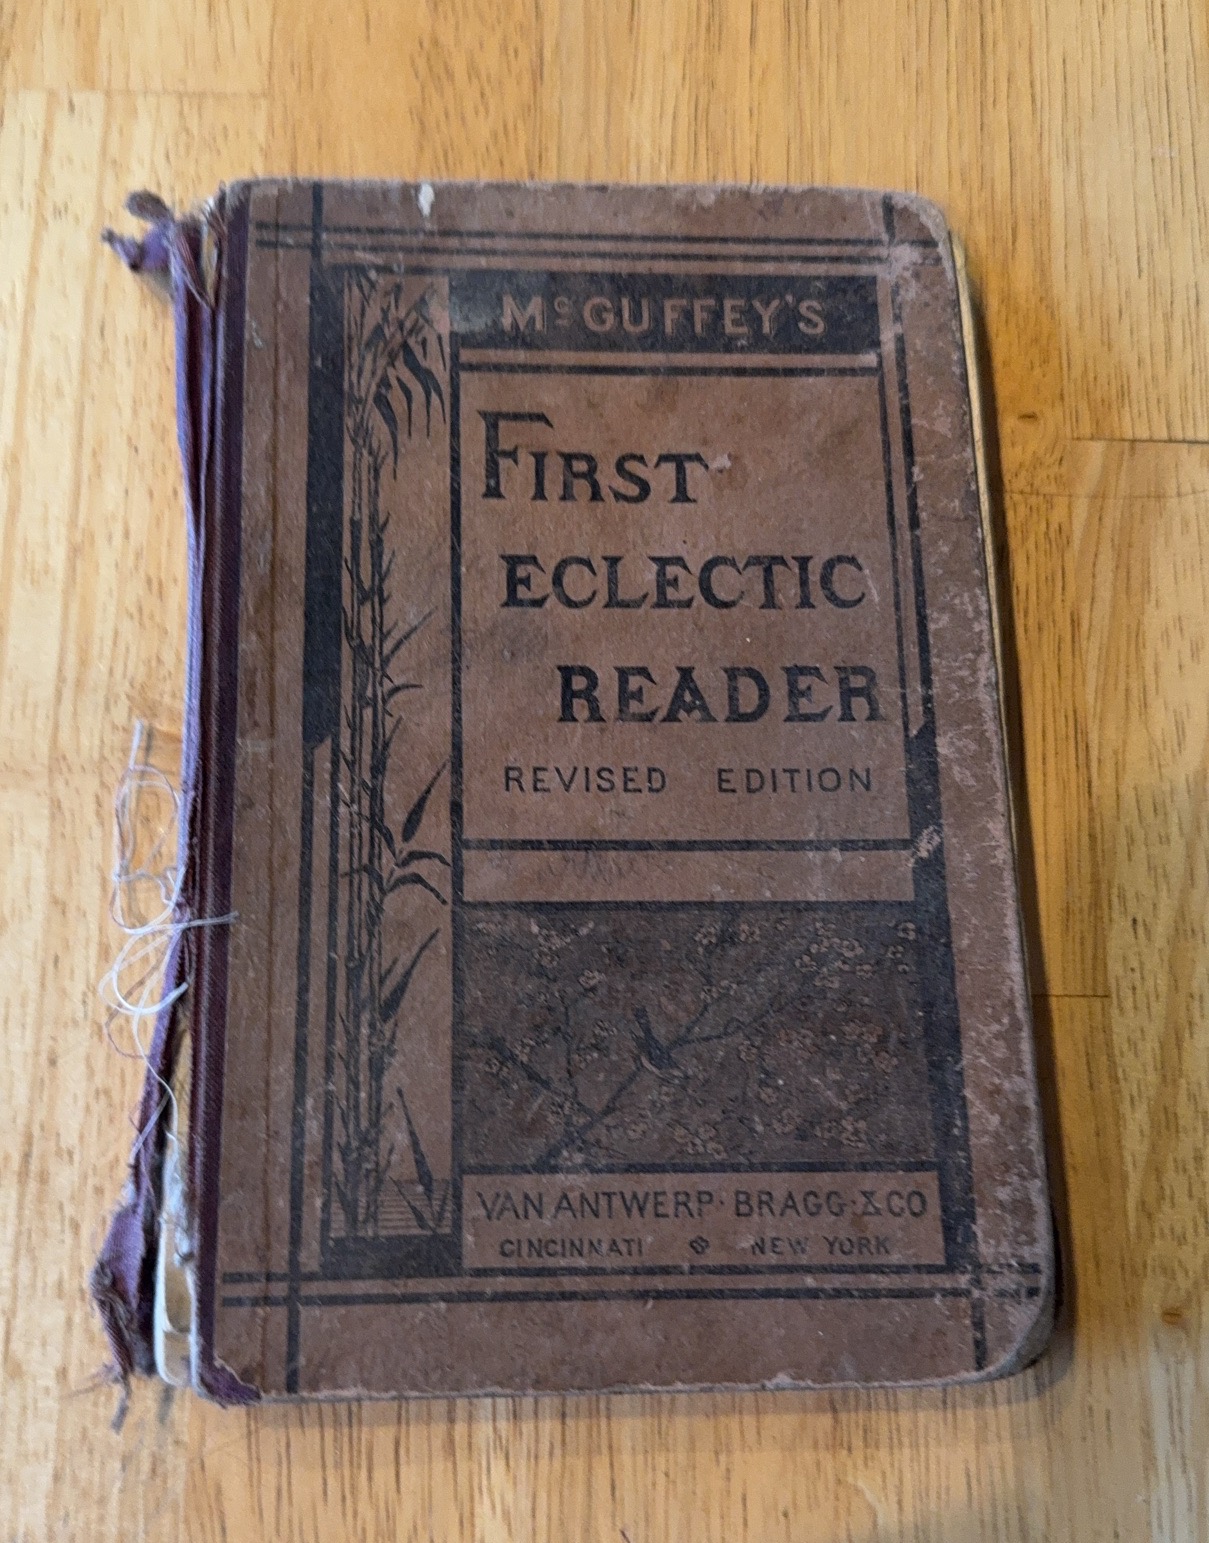 McGUFFEY'S
FIRST
ECLECTIC
READER
REVISED EDITION
VAN ANTWERP · BRAGG · & CO
CINCINNATI NEW YORK